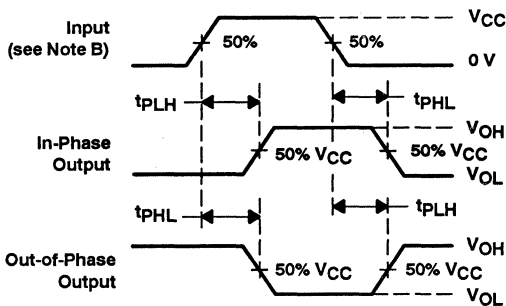 Input
(see Note B)
50%
50%
VCC
0 V
tPLH
tPHL
In-Phase
Output
50% VCC
50% VCC
VOH
VOL
tPHL
tPLH
Out-of-Phase
Output
50% VCC
50% VCC
VOH
VOL